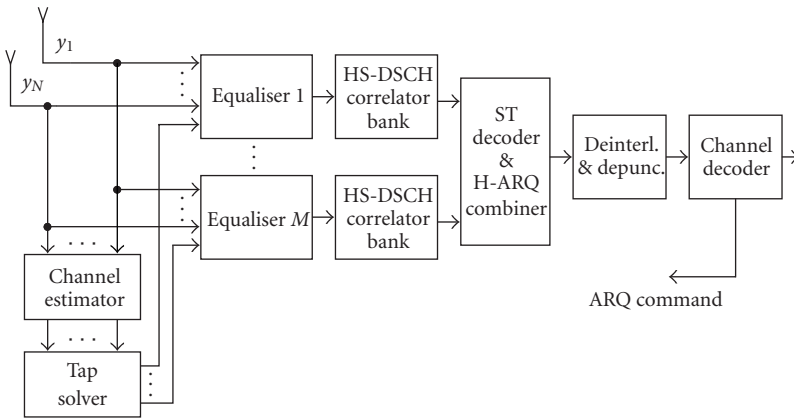 y1
yN
Equaliser 1
HS-DSCH
correlator
bank
ST
decoder
&
H-ARQ
combiner
Deinterl.
& depunc.
Channel
decoder
Equaliser M
HS-DSCH
correlator
bank
Channel
estimator
ARQ command
Tap
solver